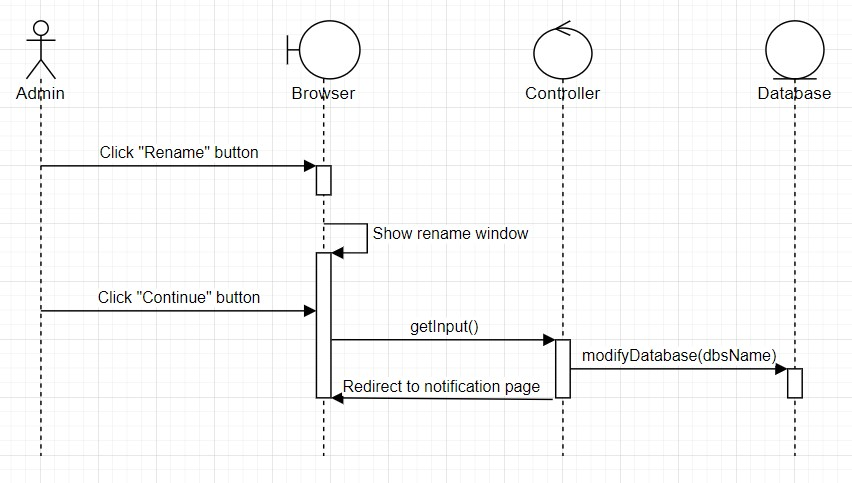 Admin
Browser
Controller
Database
Click "Rename" button
Show rename window
Click "Continue" button
getInput()
modifyDatabase(dbsName)
Redirect to notification page